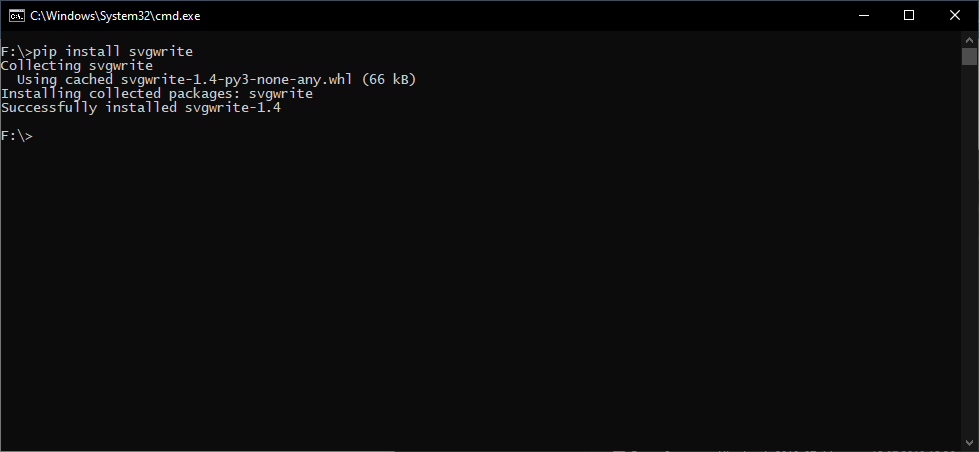 C:\Windows\System32\cmd.exe
F:\>pip install svgwrite
Collecting svgwrite
  Using cached svgwrite-1.4-py3-none-any.whl (66 kB)
Installing collected packages: svgwrite
Successfully installed svgwrite-1.4
F:\>